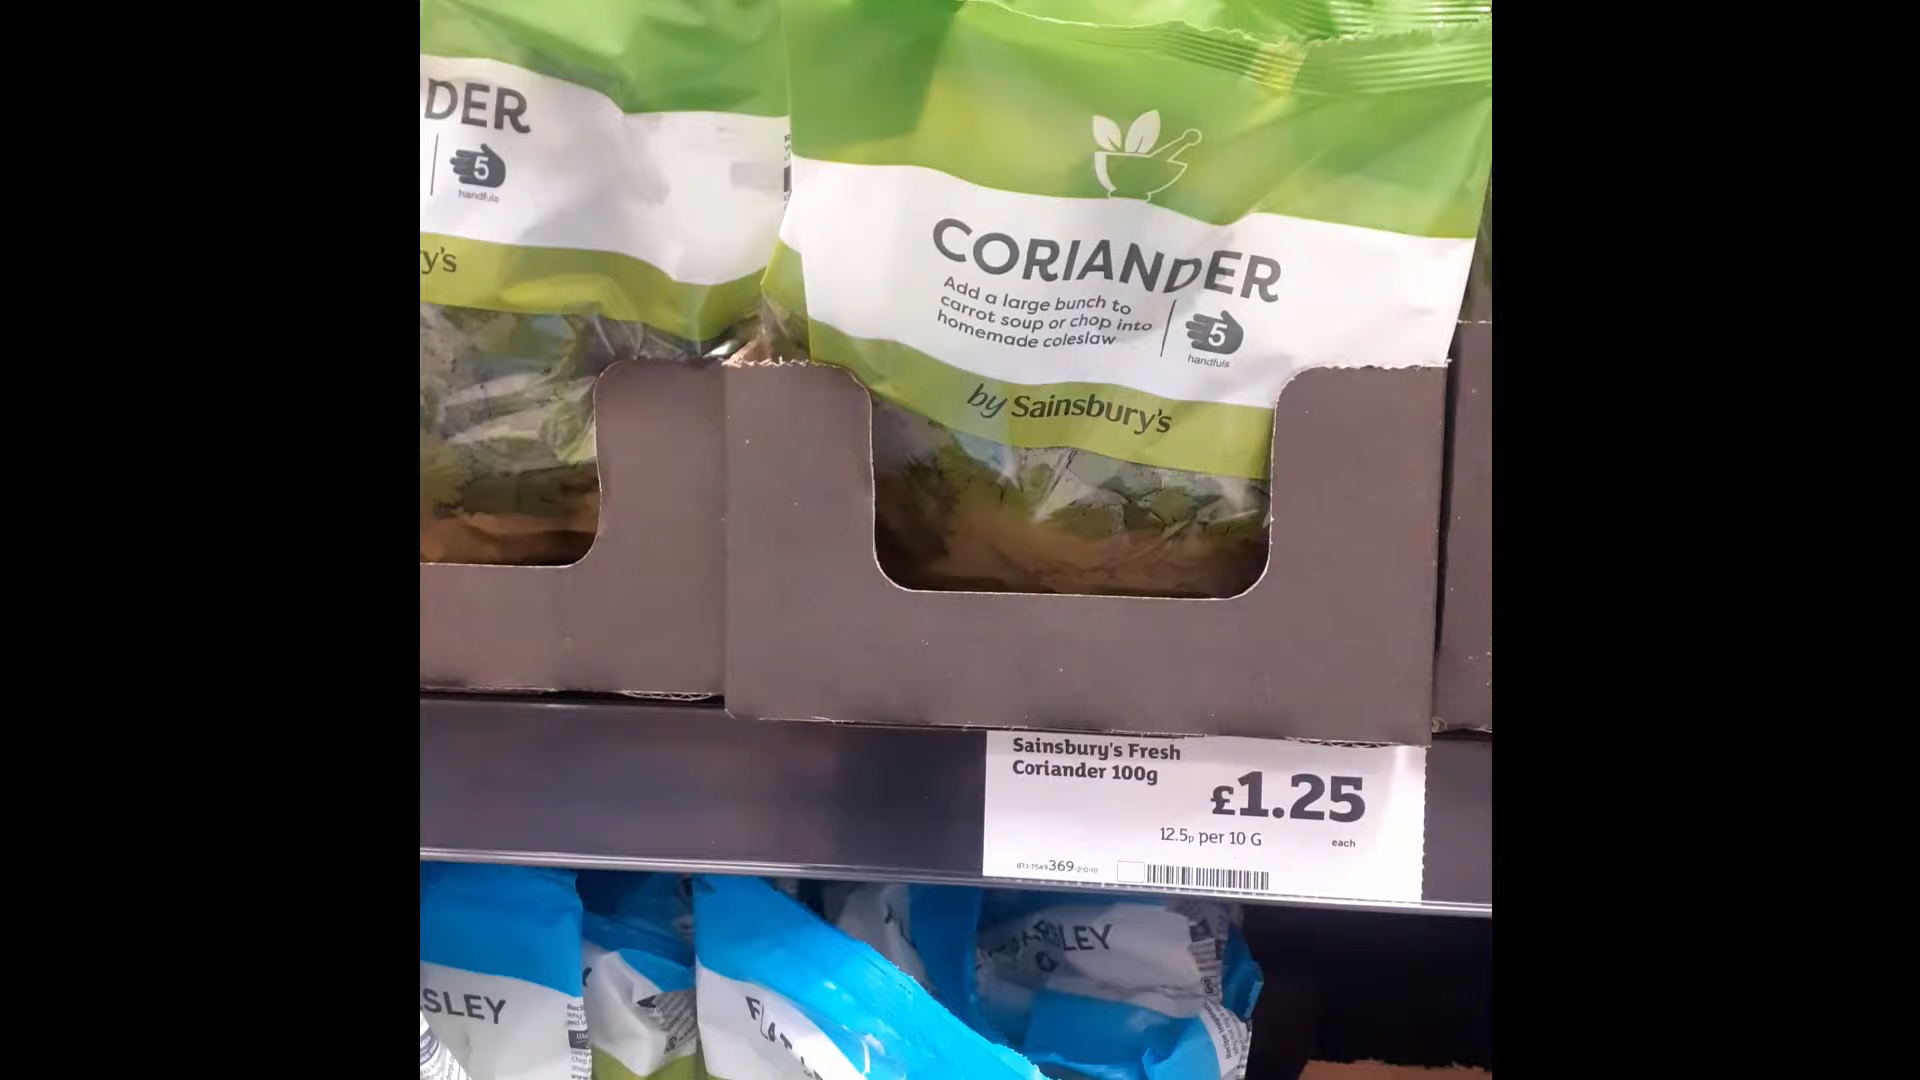 DER
5
handfuls
y's
CORIANDER
Add a large bunch to
carrot soup or chop into
homemade coleslaw
5
handfuls
by Sainsbury's
Sainsbury's Fresh
Coriander 100g
£1.25
12.5p per 10 G
each
369
SLEY
FLAT
SLEY